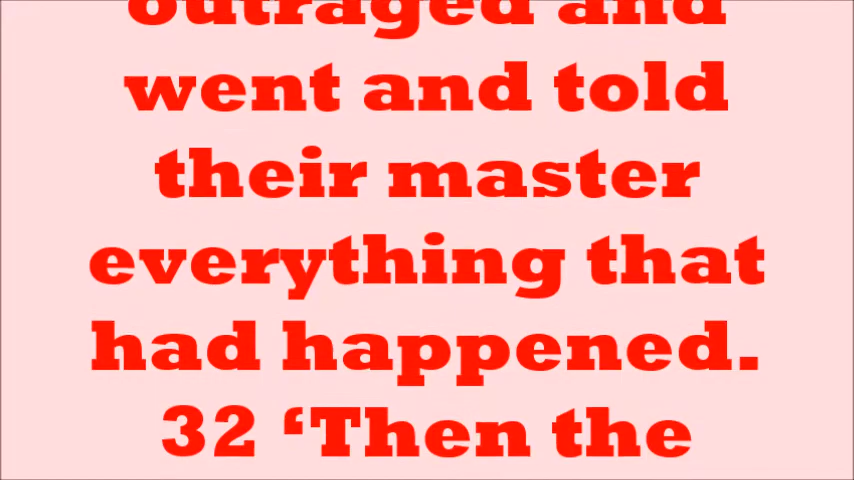 outraged and
went and told
their master
everything that
had happened.
32 ‘Then the